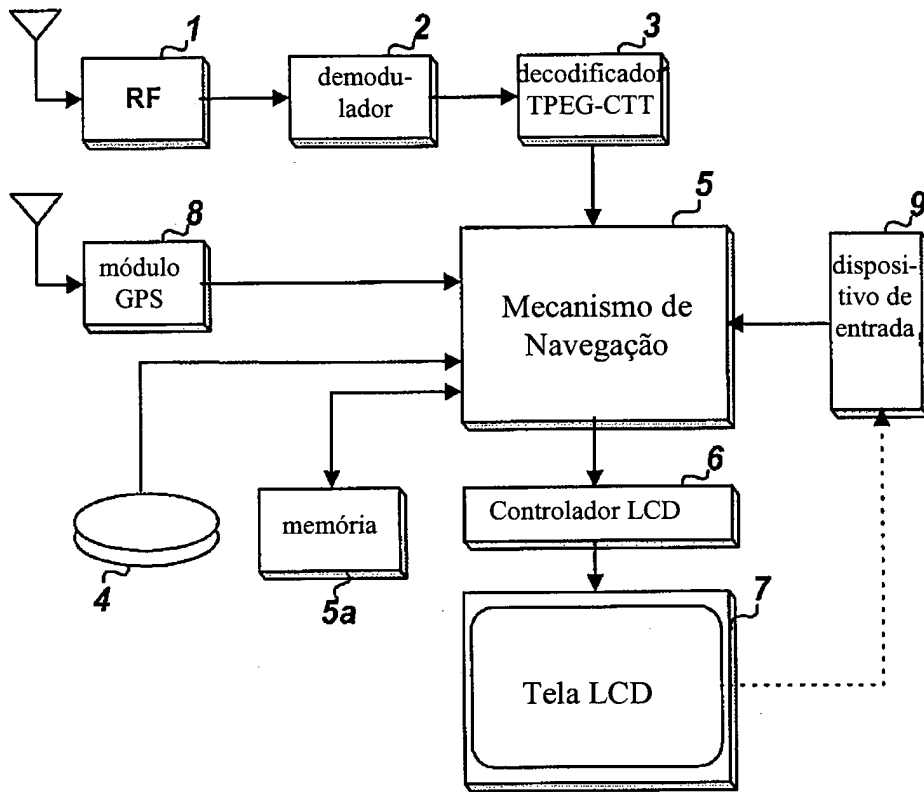 1
RF
2
demodu-
lador
3
decodificador
TPEG-CTT
8
módulo
GPS
5
Mecanismo de
Navegação
9
disposi-
tivo de
entrada
4
memória
5a
6
Controlador LCD
7
Tela LCD